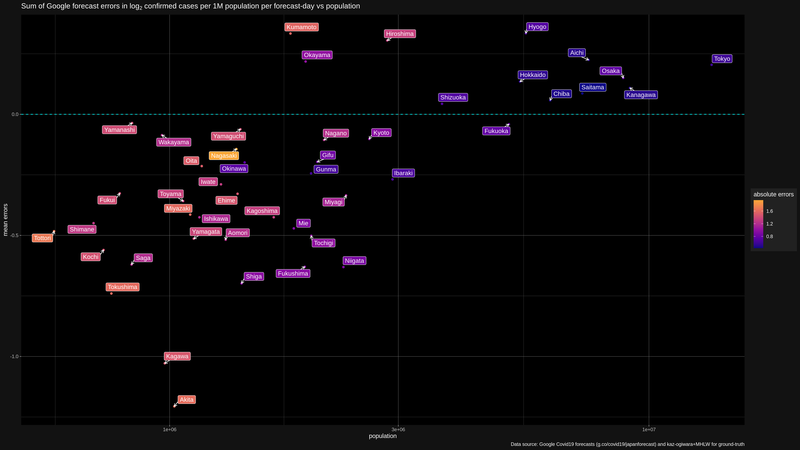 Sum of Google forecast errors in log2 confirmed cases per 1M population per forecast-day vs population
Kumamoto
Hiroshima
Hyogo
Okayama
Aichi
Tokyo
Hokkaido
Osaka
Shizuoka
Chiba
Saitama
Kanagawa
0.0
Yamanashi
Wakayama
Yamaguchi
Nagano
Kyoto
Fukuoka
Oita
Nagasaki
Okinawa
Gifu
Gunma
Ibaraki
Iwate
Fukui
Toyama
Miyazaki
Ehime
Kagoshima
Miyagi
absolute errors
1.6
1.2
0.8
mean errors
Shimane
Ishikawa
Mie
Tottori
-0.5
Yamagata
Aomori
Tochigi
Kochi
Saga
Niigata
Tokushima
Shiga
Fukushima
-1.0
Kagawa
Akita
1e+06
3e+06
1e+07
population
Data source: Google Covid19 forecasts (g.co/covid19/japanforecast) and kaz-ogiwara+MHLW for ground-truth